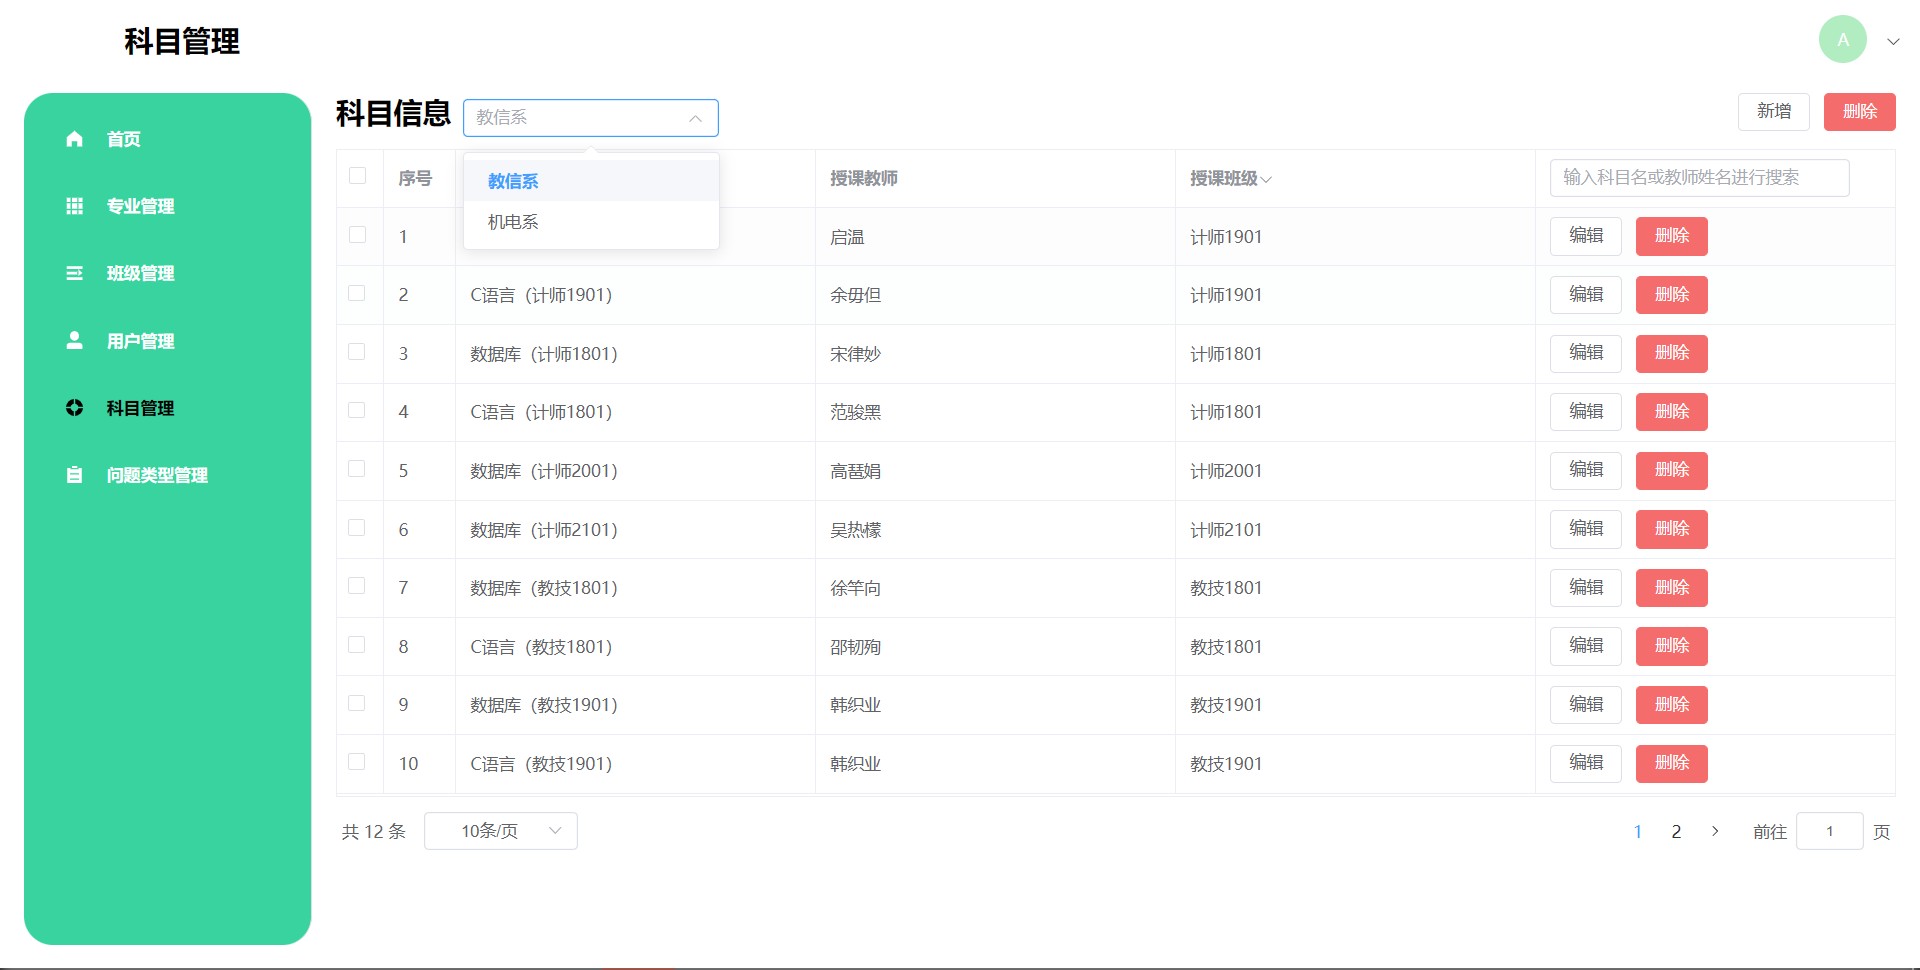 科目管理
A
首页
专业管理
班级管理
用户管理
科目管理
问题类型管理
科目信息 教信系 新增 删除
教信系
机电系
序号 授课教师 授课班级 输入科目名或教师姓名进行搜索
1 启温 计师1901 编辑 删除
2 C语言（计师1901） 余毋但 计师1901 编辑 删除
3 数据库（计师1801） 宋律妙 计师1801 编辑 删除
4 C语言（计师1801） 范骏黑 计师1801 编辑 删除
5 数据库（计师2001） 高琶娟 计师2001 编辑 删除
6 数据库（计师2101） 吴热檬 计师2101 编辑 删除
7 数据库（教技1801） 徐竿向 教技1801 编辑 删除
8 C语言（教技1801） 邵韧殉 教技1801 编辑 删除
9 数据库（教技1901） 韩织业 教技1901 编辑 删除
10 C语言（教技1901） 韩织业 教技1901 编辑 删除
共 12 条 10条/页 1 2 前往 1 页